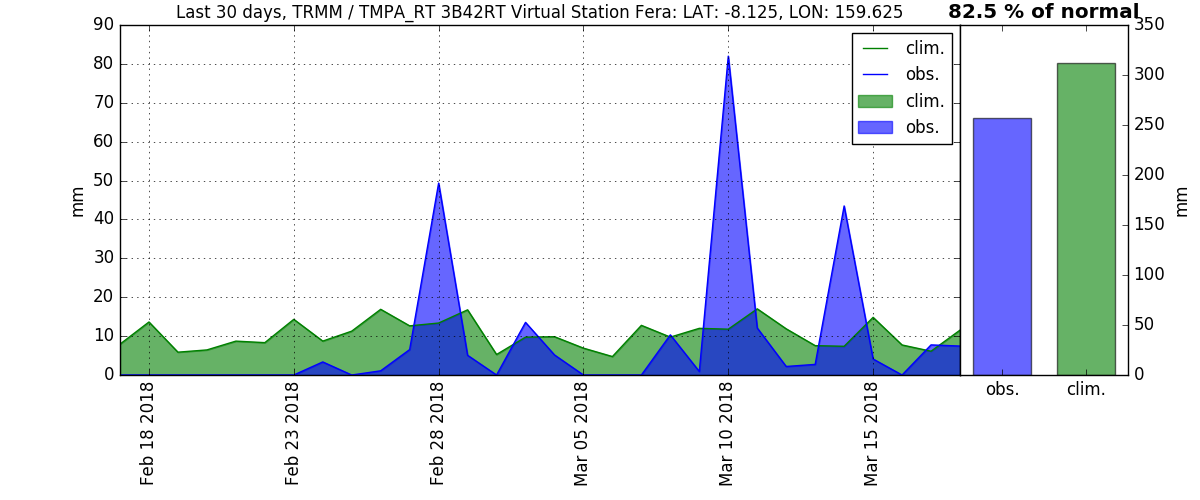 Last 30 days, TRMM / TMPA_RT 3B42RT Virtual Station Fera: LAT: -8.125, LON: 159.625
82.5 % of normal
90
80
70
60
50
40
30
20
10
0
mm
clim.
obs.
clim.
obs.
Feb 18 2018
Feb 23 2018
Feb 28 2018
Mar 05 2018
Mar 10 2018
Mar 15 2018
350
300
250
200
150
100
50
0
mm
obs.
clim.